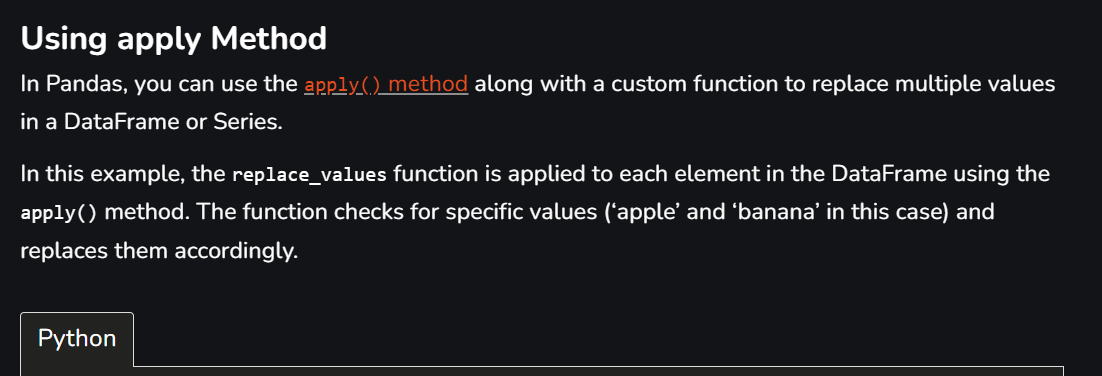 Using apply Method
In Pandas, you can use the apply() method along with a custom function to replace multiple values
in a DataFrame or Series.
In this example, the replace_values function is applied to each element in the DataFrame using the
apply() method. The function checks for specific values (‘apple’ and ‘banana’ in this case) and
replaces them accordingly.
Python